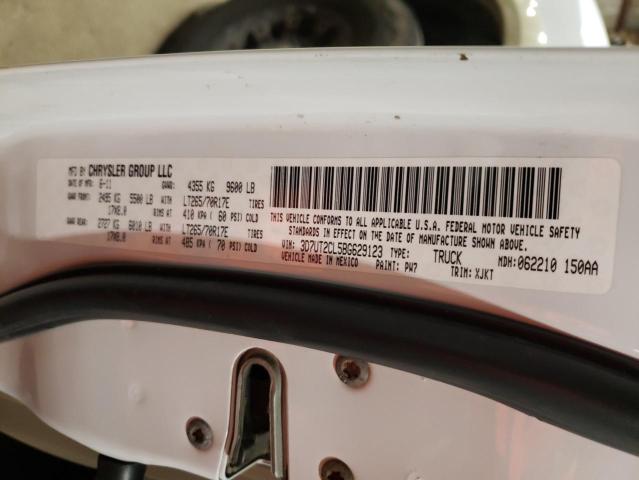 MFD BY CHRYSLER GROUP LLC
DATE OF MFR: 6-11 GVWR: 4355 KG 9600 LB
GAWR FRONT: 2495 KG 5500 LB WITH LT265/70R17E TIRES
17X8.0 RIMS AT 410 KPA ( 60 PSI) COLD
GAWR REAR: 2727 KG 6010 LB WITH LT265/70R17E TIRES
17X8.0 RIMS AT 485 KPA ( 70 PSI) COLD
THIS VEHICLE CONFORMS TO ALL APPLICABLE U.S.A. FEDERAL MOTOR VEHICLE SAFETY
STANDARDS IN EFFECT ON THE DATE OF MANUFACTURE SHOWN ABOVE.
VIN: 3D7UT2CL5BG629123 TYPE: TRUCK MDH: 062210 150AA
VEHICLE MADE IN MEXICO PAINT: PW7 TRIM: XJKT